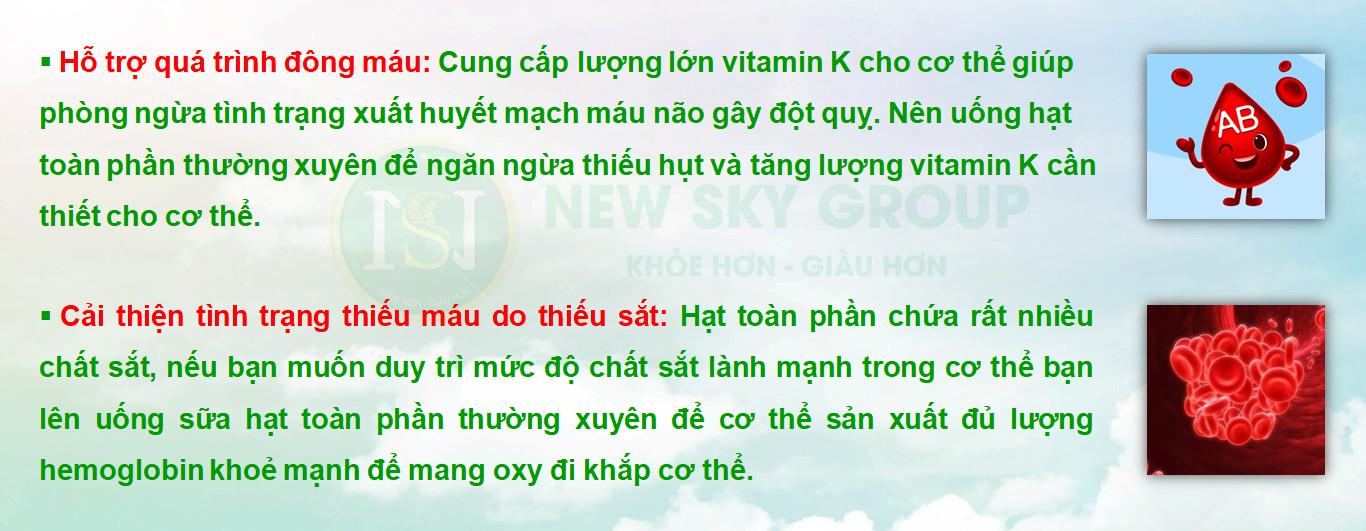 ▪ Hỗ trợ quá trình đông máu: Cung cấp lượng lớn vitamin K cho cơ thể giúp
phòng ngừa tình trạng xuất huyết mạch máu não gây đột quỵ. Nên uống hạt
toàn phần thường xuyên để ngăn ngừa thiếu hụt và tăng lượng vitamin K cần
thiết cho cơ thể.
AB
NEW SKY GROUP
KHỎE HƠN - GIÀU HƠN
▪ Cải thiện tình trạng thiếu máu do thiếu sắt: Hạt toàn phần chứa rất nhiều
chất sắt, nếu bạn muốn duy trì mức độ chất sắt lành mạnh trong cơ thể bạn
lên uống sữa hạt toàn phần thường xuyên để cơ thể sản xuất đủ lượng
hemoglobin khoẻ mạnh để mang oxy đi khắp cơ thể.